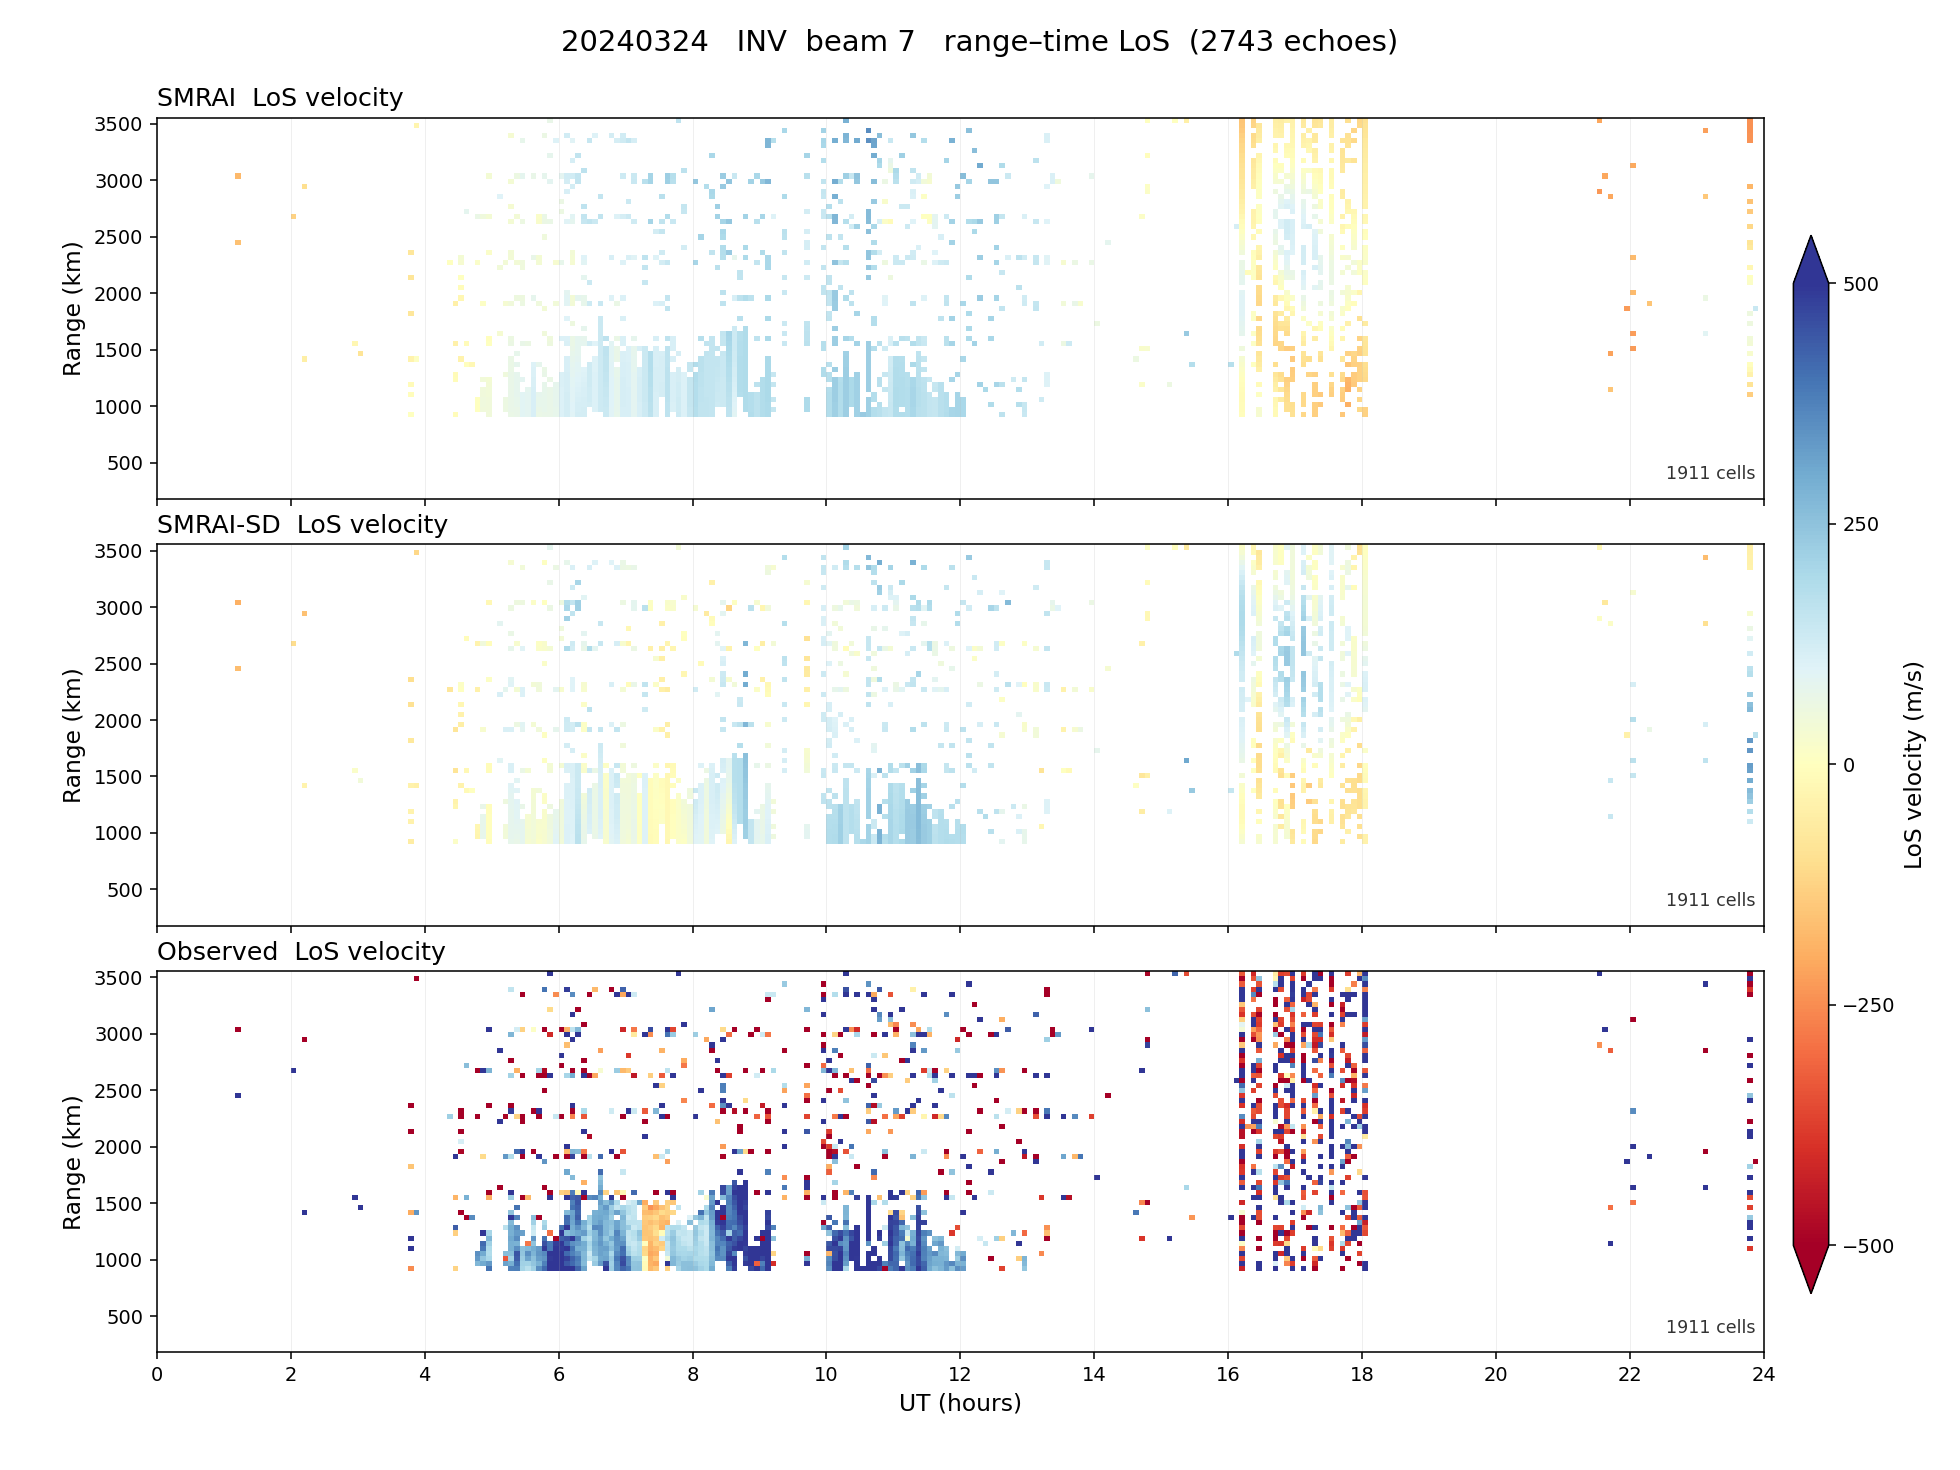 20240324   INV  beam 7   range–time LoS  (2743 echoes)
SMRAI  LoS velocity
3500
3000
2500
2000
1500
1000
500
Range (km)
1911 cells
SMRAI-SD  LoS velocity
3500
3000
2500
2000
1500
1000
500
Range (km)
1911 cells
Observed  LoS velocity
3500
3000
2500
2000
1500
1000
500
Range (km)
1911 cells
0 2 4 6 8 10 12 14 16 18 20 22 24
UT (hours)
500
250
0
−250
−500
LoS velocity (m/s)